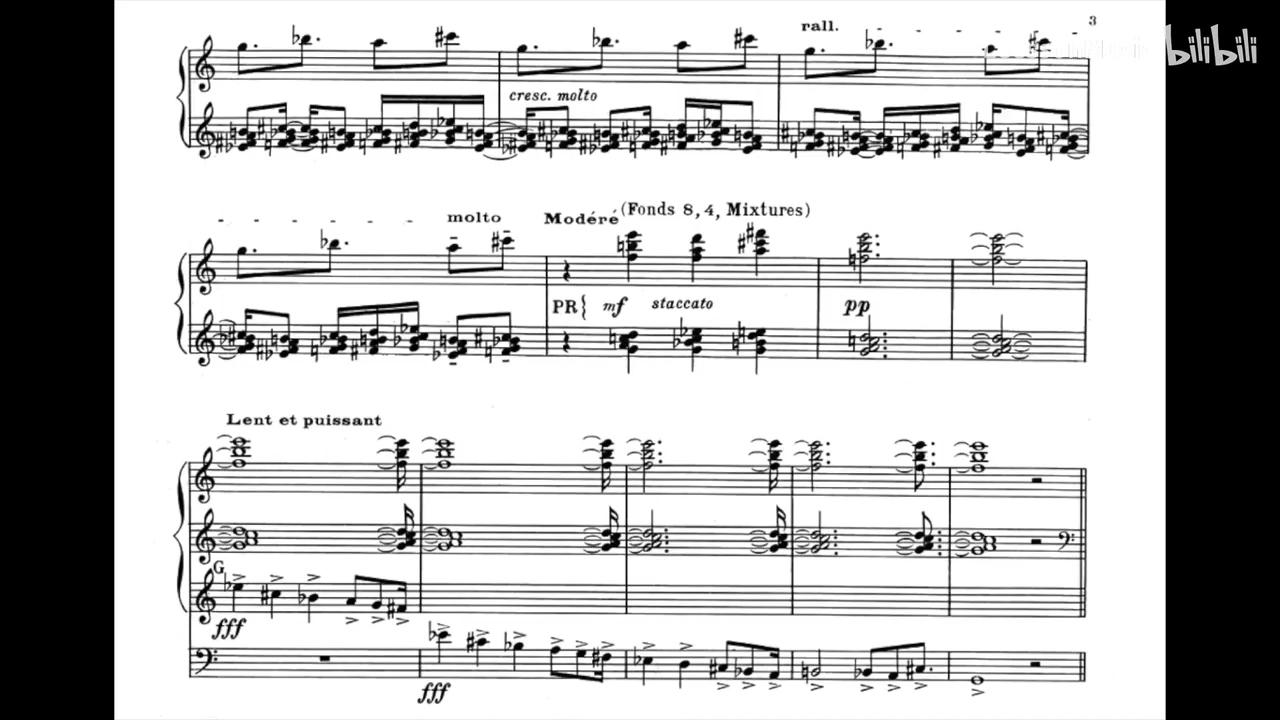 3
rall.
bilibili
cresc. molto
molto
Modéré (Fonds 8, 4, Mixtures)
PR{ mf staccato pp
Lent et puissant
G
fff
fff